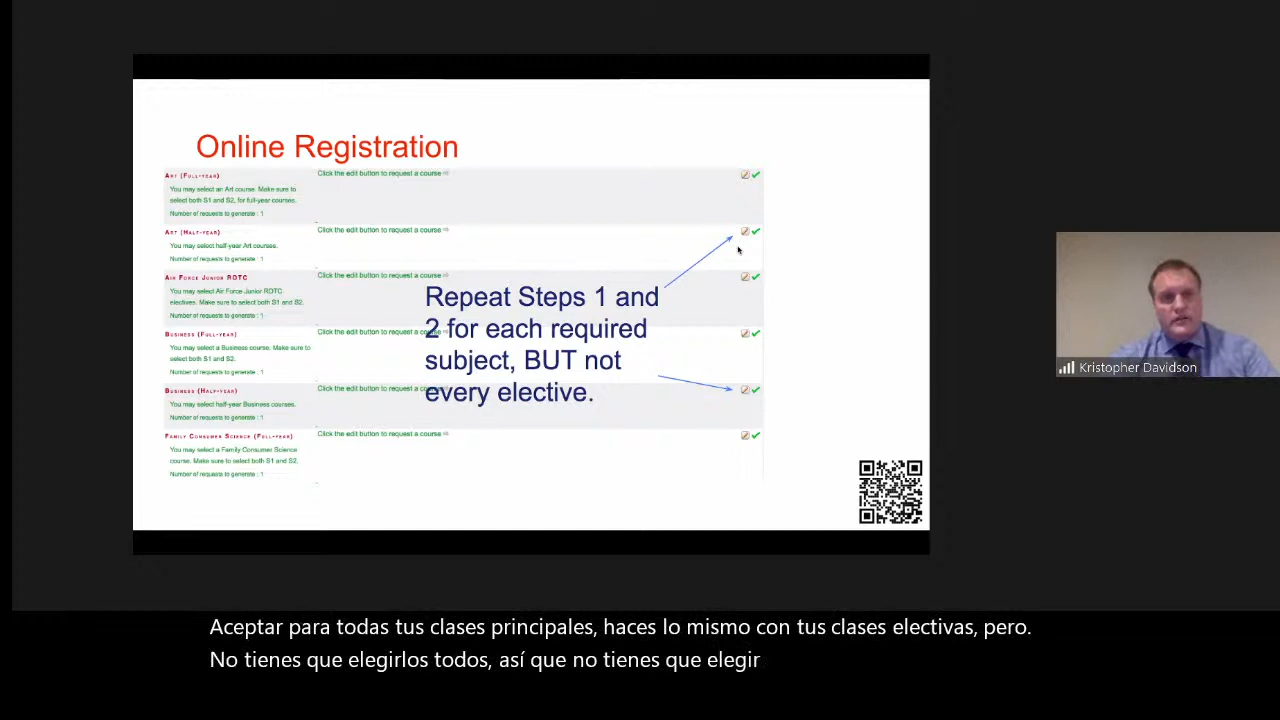 Online Registration
ART (FULL-YEAR)
Click the edit button to request a course ⇨
You may select an Art course. Make sure to
select both S1 and S2, for full-year courses.
Number of requests to generate : 1
ART (HALF-YEAR)
Click the edit button to request a course ⇨
You may select half-year Art courses.
Number of requests to generate : 1
AIR FORCE JUNIOR ROTC
Click the edit button to request a course ⇨
You may select Air Force Junior ROTC
electives. Make sure to select both S1 and S2.
Number of requests to generate : 1
Repeat Steps 1 and
2 for each required
subject, BUT not
every elective.
BUSINESS (FULL-YEAR)
Click the edit button to request a course ⇨
You may select a Business course. Make sure to
select both S1 and S2.
Number of requests to generate : 1
BUSINESS (HALF-YEAR)
Click the edit button to request a course ⇨
You may select half-year Business courses.
Number of requests to generate : 1
FAMILY CONSUMER SCIENCE (FULL-YEAR)
Click the edit button to request a course ⇨
You may select a Family Consumer Science
course. Make sure to select both S1 and S2.
Number of requests to generate : 1
Kristopher Davidson
Aceptar para todas tus clases principales, haces lo mismo con tus clases electivas, pero.
No tienes que elegirlos todos, así que no tienes que elegir